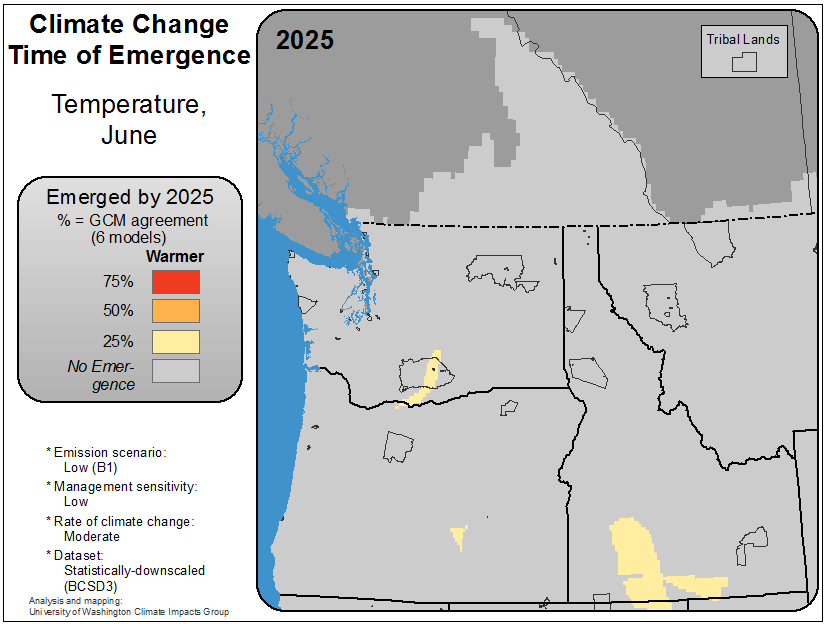 Climate Change
Time of Emergence
Temperature,
June
Emerged by 2025
% = GCM agreement
(6 models)
Warmer
75%
50%
25%
No Emer-
gence
* Emission scenario:
Low (B1)
* Management sensitivity:
Low
* Rate of climate change:
Moderate
* Dataset:
Statistically-downscaled
(BCSD3)
Analysis and mapping:
University of Washington Climate Impacts Group
2025
Tribal Lands